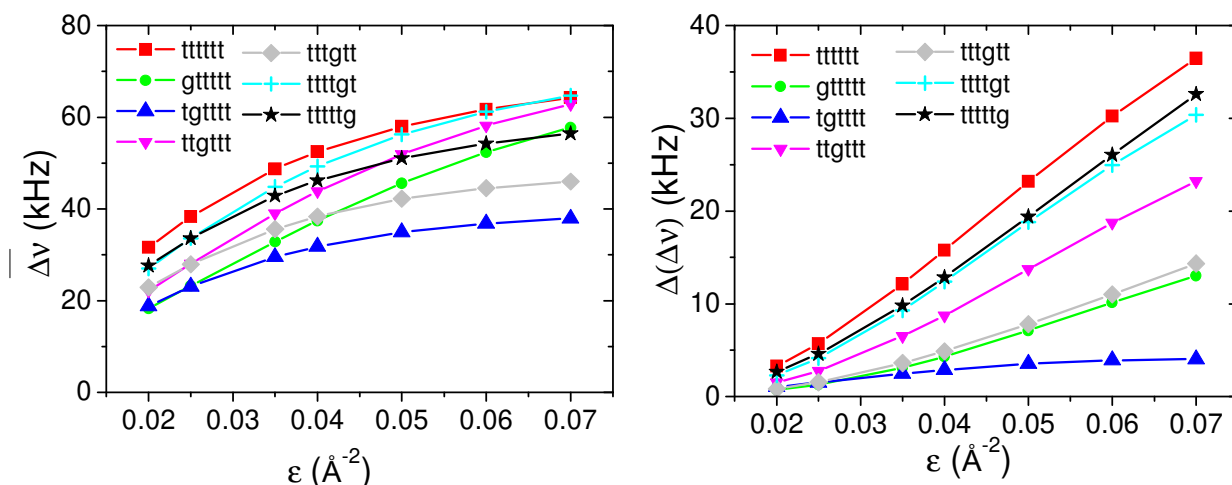 80
60
40
20
0
Δν (kHz)
tttttt
gttttt
tgtttt
ttgttt
tttgtt
ttttgt
tttttg
0.02 0.03 0.04 0.05 0.06 0.07
ε (Å⁻²)
40
30
20
10
0
Δ(Δν) (kHz)
tttttt
gttttt
tgtttt
ttgttt
tttgtt
ttttgt
tttttg
0.02 0.03 0.04 0.05 0.06 0.07
ε (Å⁻²)